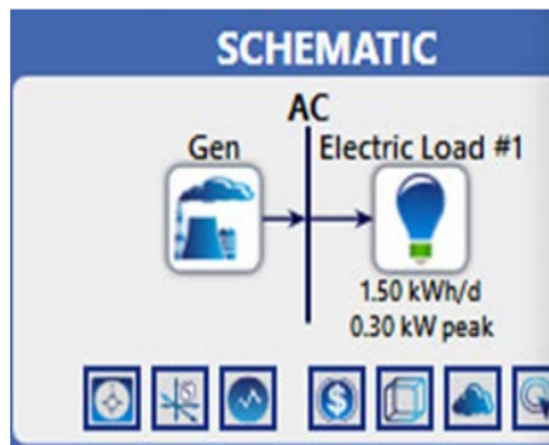 SCHEMATIC
AC
Gen
Electric Load #1
1.50 kWh/d
0.30 kW peak